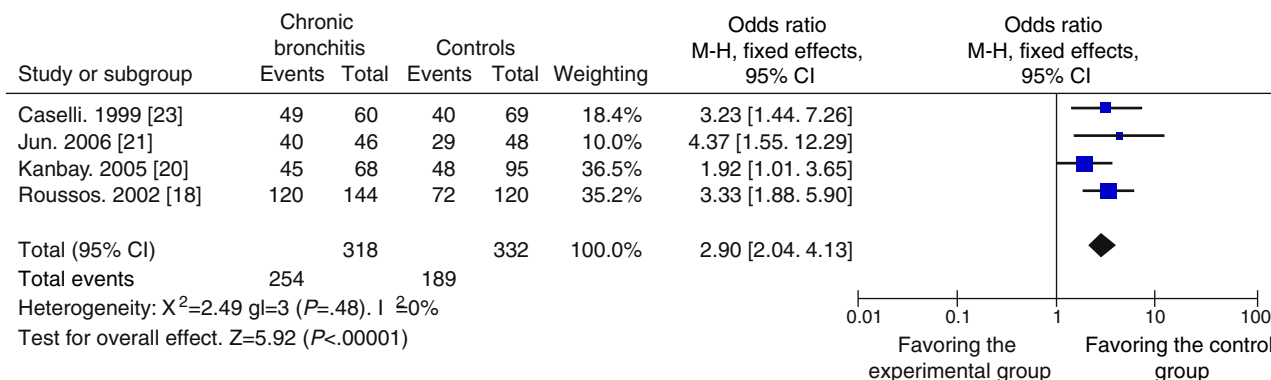 Chronic bronchitis Controls Odds ratio M-H, fixed effects, 95% CI Odds ratio M-H, fixed effects, 95% CI
Study or subgroup Events Total Events Total Weighting
Caselli. 1999 [23] 49 60 40 69 18.4% 3.23 [1.44. 7.26]
Jun. 2006 [21] 40 46 29 48 10.0% 4.37 [1.55. 12.29]
Kanbay. 2005 [20] 45 68 48 95 36.5% 1.92 [1.01. 3.65]
Roussos. 2002 [18] 120 144 72 120 35.2% 3.33 [1.88. 5.90]
Total (95% CI) 318 332 100.0% 2.90 [2.04. 4.13]
Total events 254 189
Heterogeneity: X²=2.49 gl=3 (P=.48). I ²=0%
Test for overall effect. Z=5.92 (P<.00001)
0.01 0.1 1 10 100
Favoring the experimental group Favoring the control group